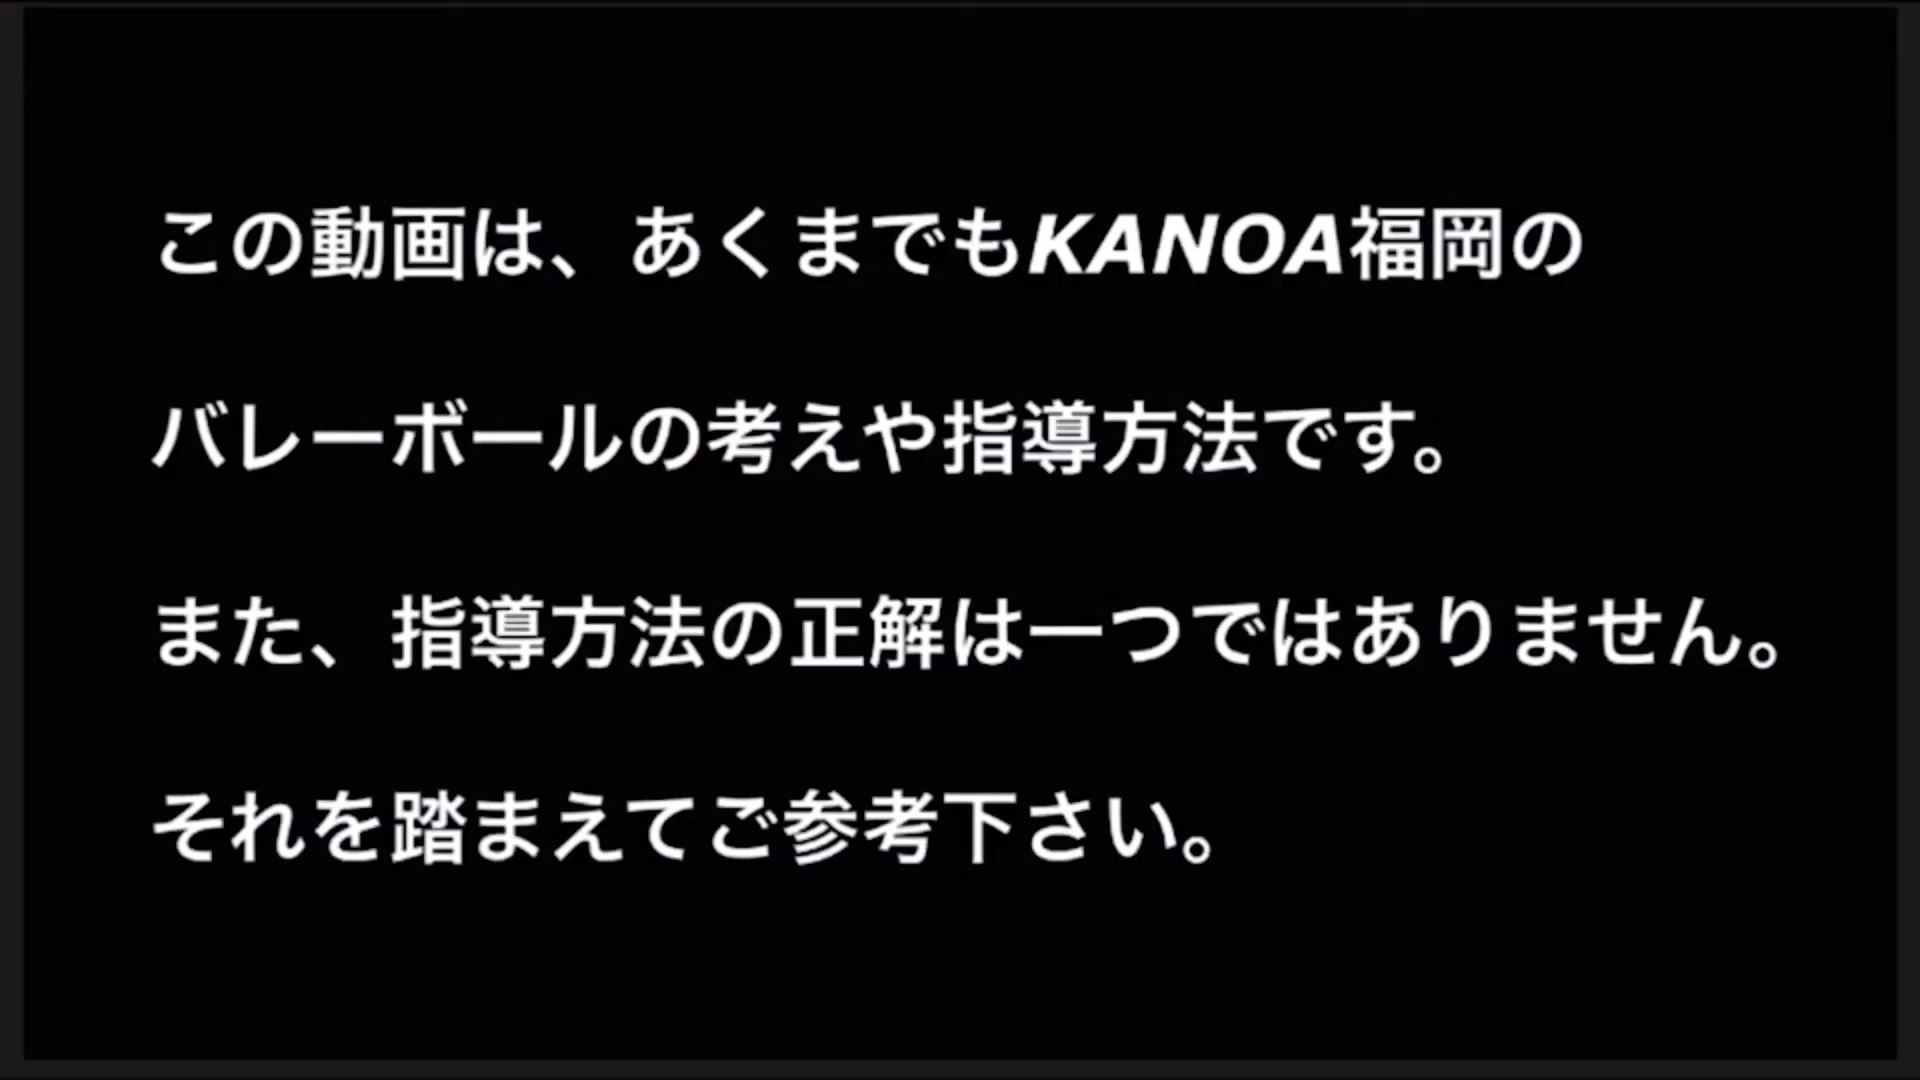 この動画は、あくまでもKANOA福岡の
バレーボールの考えや指導方法です。
また、指導方法の正解は一つではありません。
それを踏まえてご参考下さい。